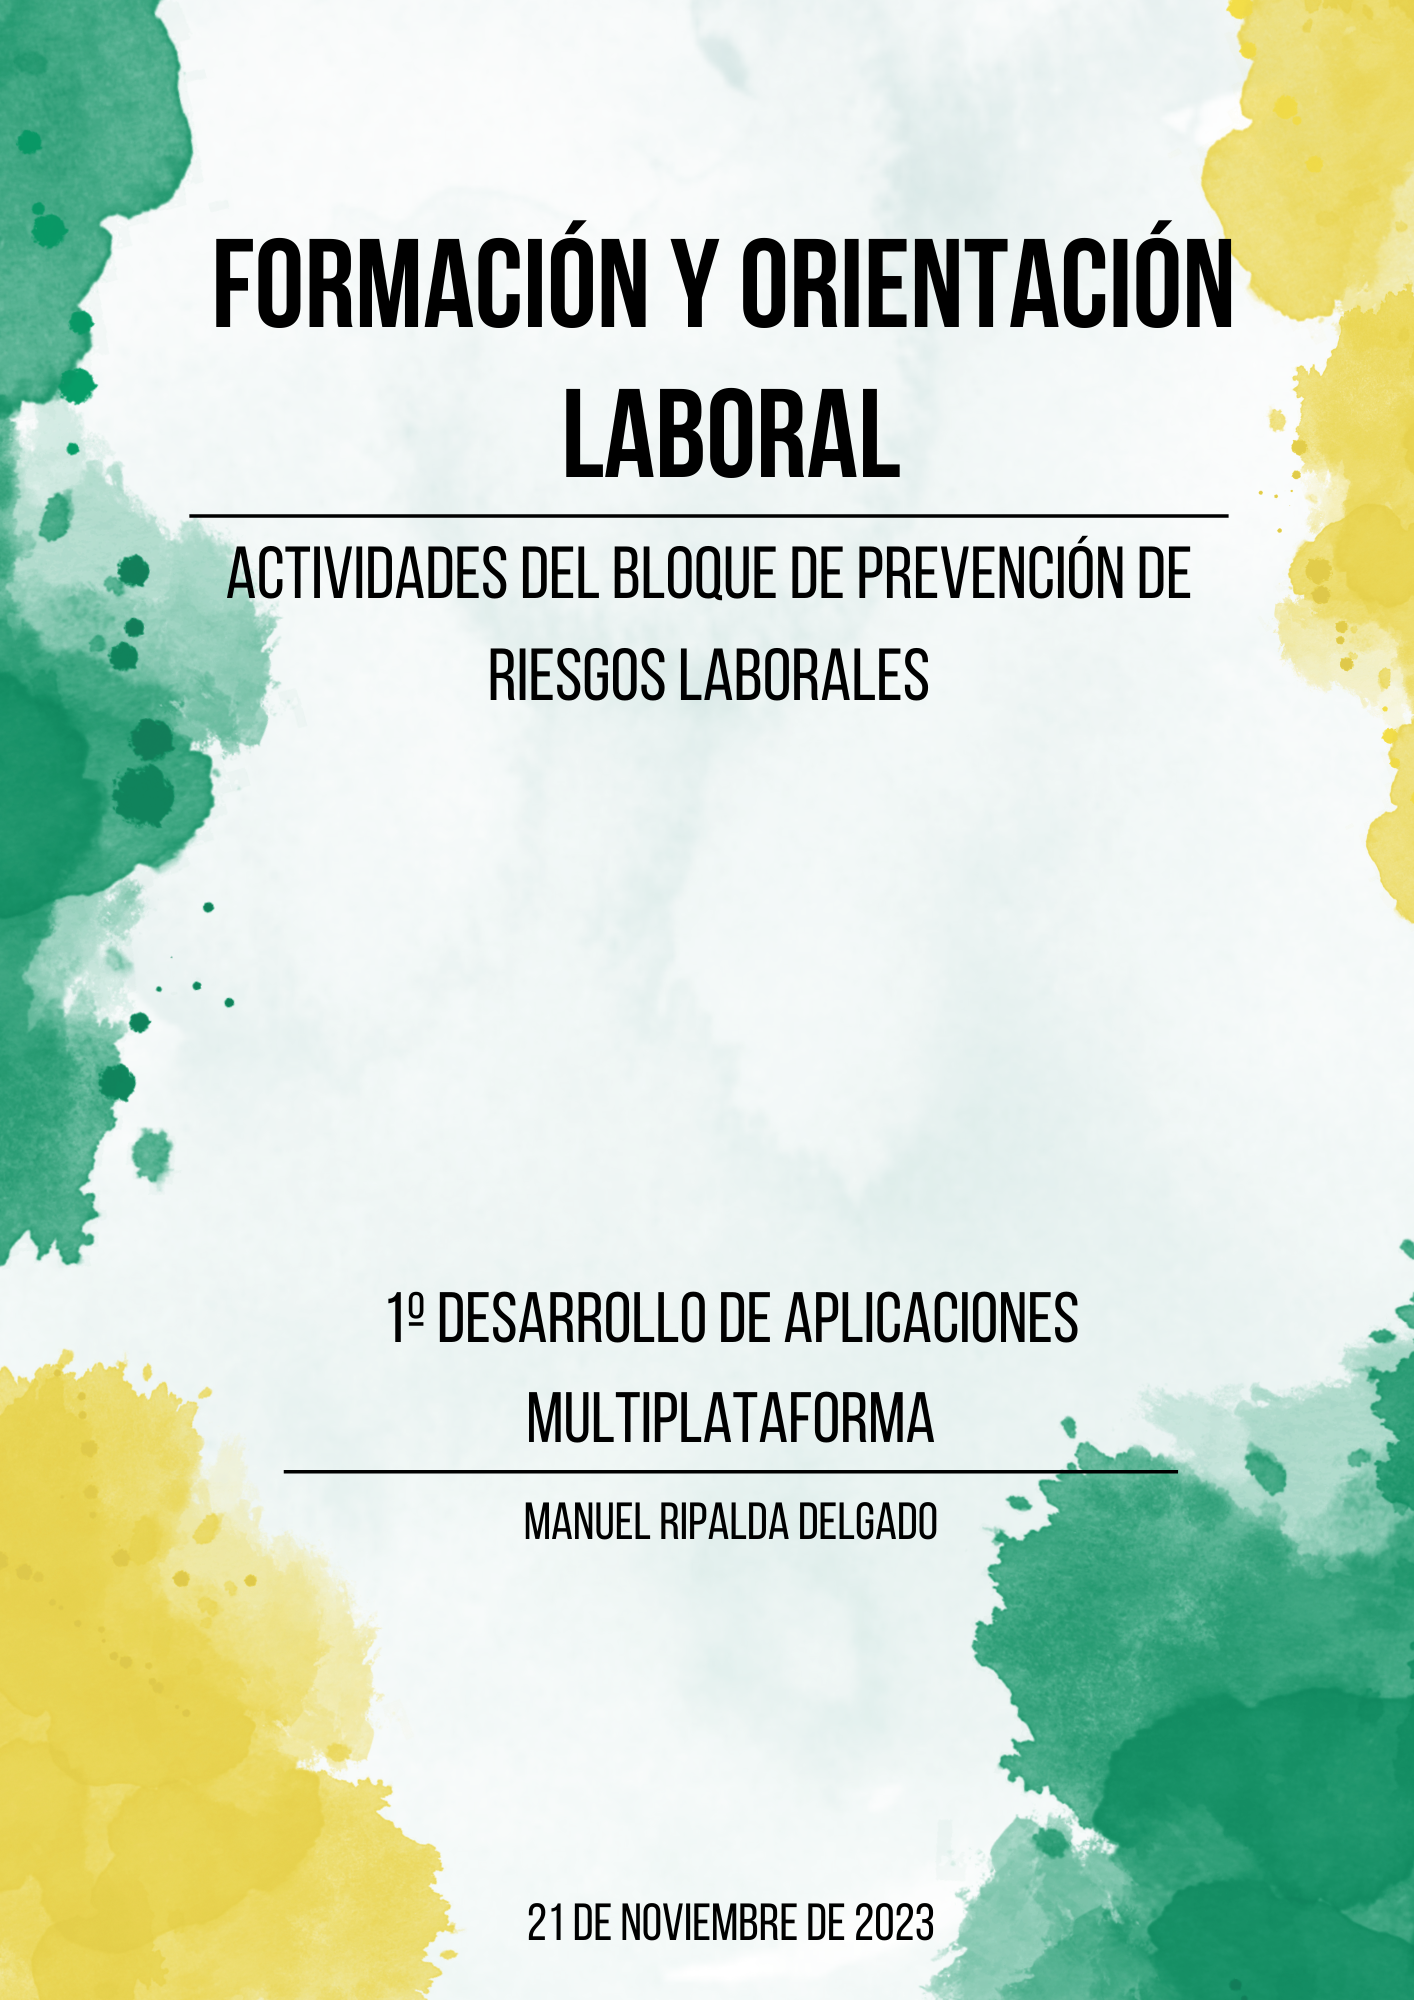 FORMACIÓN Y ORIENTACIÓN
LABORAL
ACTIVIDADES DEL BLOQUE DE PREVENCIÓN DE
RIESGOS LABORALES
1º DESARROLLO DE APLICACIONES
MULTIPLATAFORMA
MANUEL RIPALDA DELGADO
21 DE NOVIEMBRE DE 2023